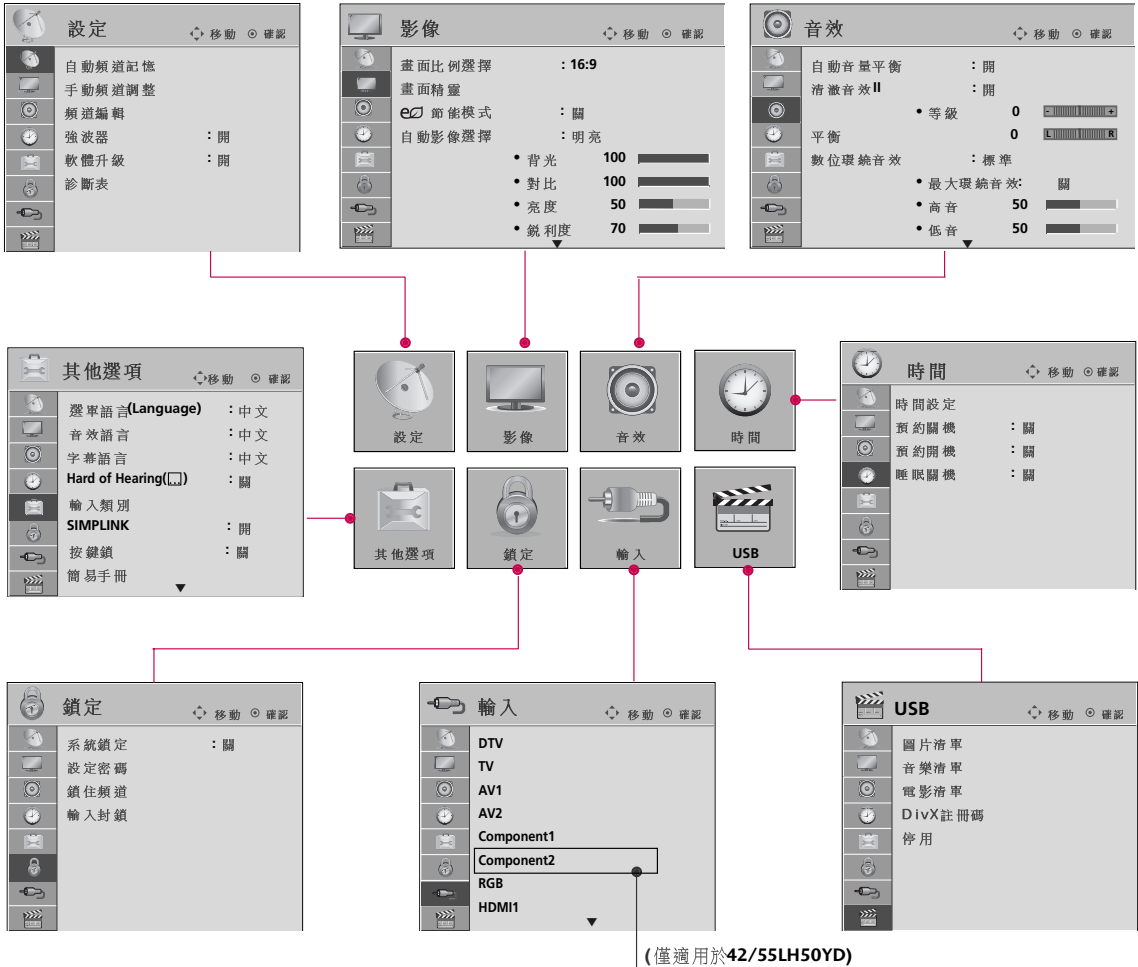 設定 移動 ⊙ 確認
自動頻道記憶
手動頻道調整
頻道編輯
強波器 : 開
軟體升級 : 開
診斷表
影像 移動 ⊙ 確認
畫面比例選擇 : 16:9
畫面精靈
節能模式 : 關
自動影像選擇 : 明亮
• 背光 100
• 對比 100
• 亮度 50
• 銳利度 70
▼
音效 移動 ⊙ 確認
自動音量平衡 : 開
清澈音效II : 開
• 等級 0 - +
平衡 0 L R
數位環繞音效 : 標準
• 最大環繞音效: 關
• 高音 50
• 低音 50
▼
其他選項 移動 ⊙ 確認
選單語言(Language) : 中文
音效語言 : 中文
字幕語言 : 中文
Hard of Hearing( ) : 關
輸入類別
SIMPLINK : 開
按鍵鎖 : 關
簡易手冊
▼
設定
影像
音效
時間
其他選項
鎖定
輸入
USB
時間 移動 ⊙ 確認
時間設定
預約關機 : 關
預約開機 : 關
睡眠關機 : 關
鎖定 移動 ⊙ 確認
系統鎖定 : 關
設定密碼
鎖住頻道
輸入封鎖
輸入 移動 ⊙ 確認
DTV
TV
AV1
AV2
Component1
Component2
RGB
HDMI1
▼
(僅適用於42/55LH50YD)
USB 移動 ⊙ 確認
圖片清單
音樂清單
電影清單
DivX註冊碼
停用